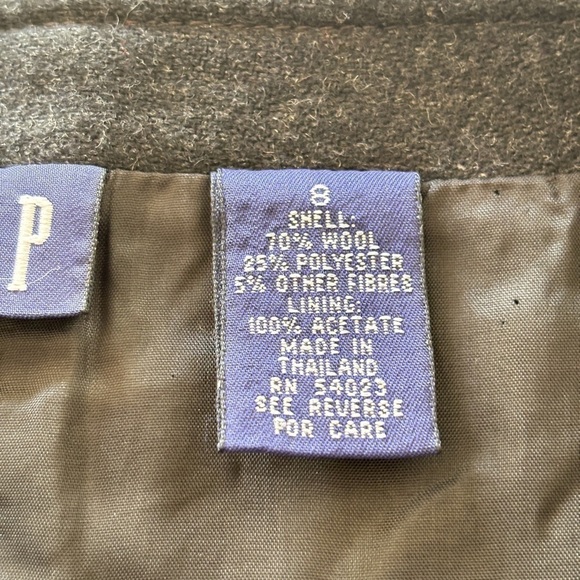 P
8
SHELL:
70% WOOL
25% POLYESTER
5% OTHER FIBRES
LINING:
100% ACETATE
MADE IN
THAILAND
RN 54023
SEE REVERSE
FOR CARE